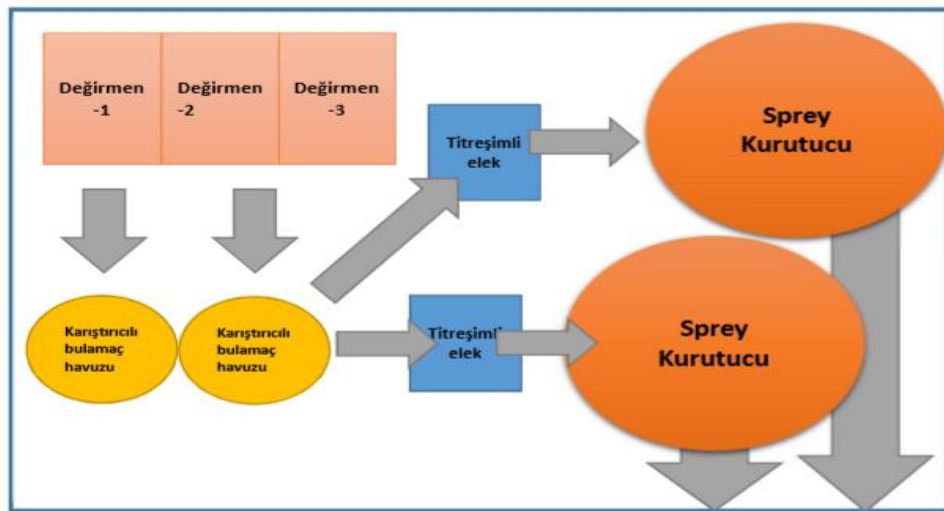 Değirmen
-1
Değirmen
-2
Değirmen
-3
Titreşimli
elek
Sprey
Kurutucu
Karıştırıcılı
bulamaç
havuzu
Karıştırıcılı
bulamaç
havuzu
Titreşimli
elek
Sprey
Kurutucu